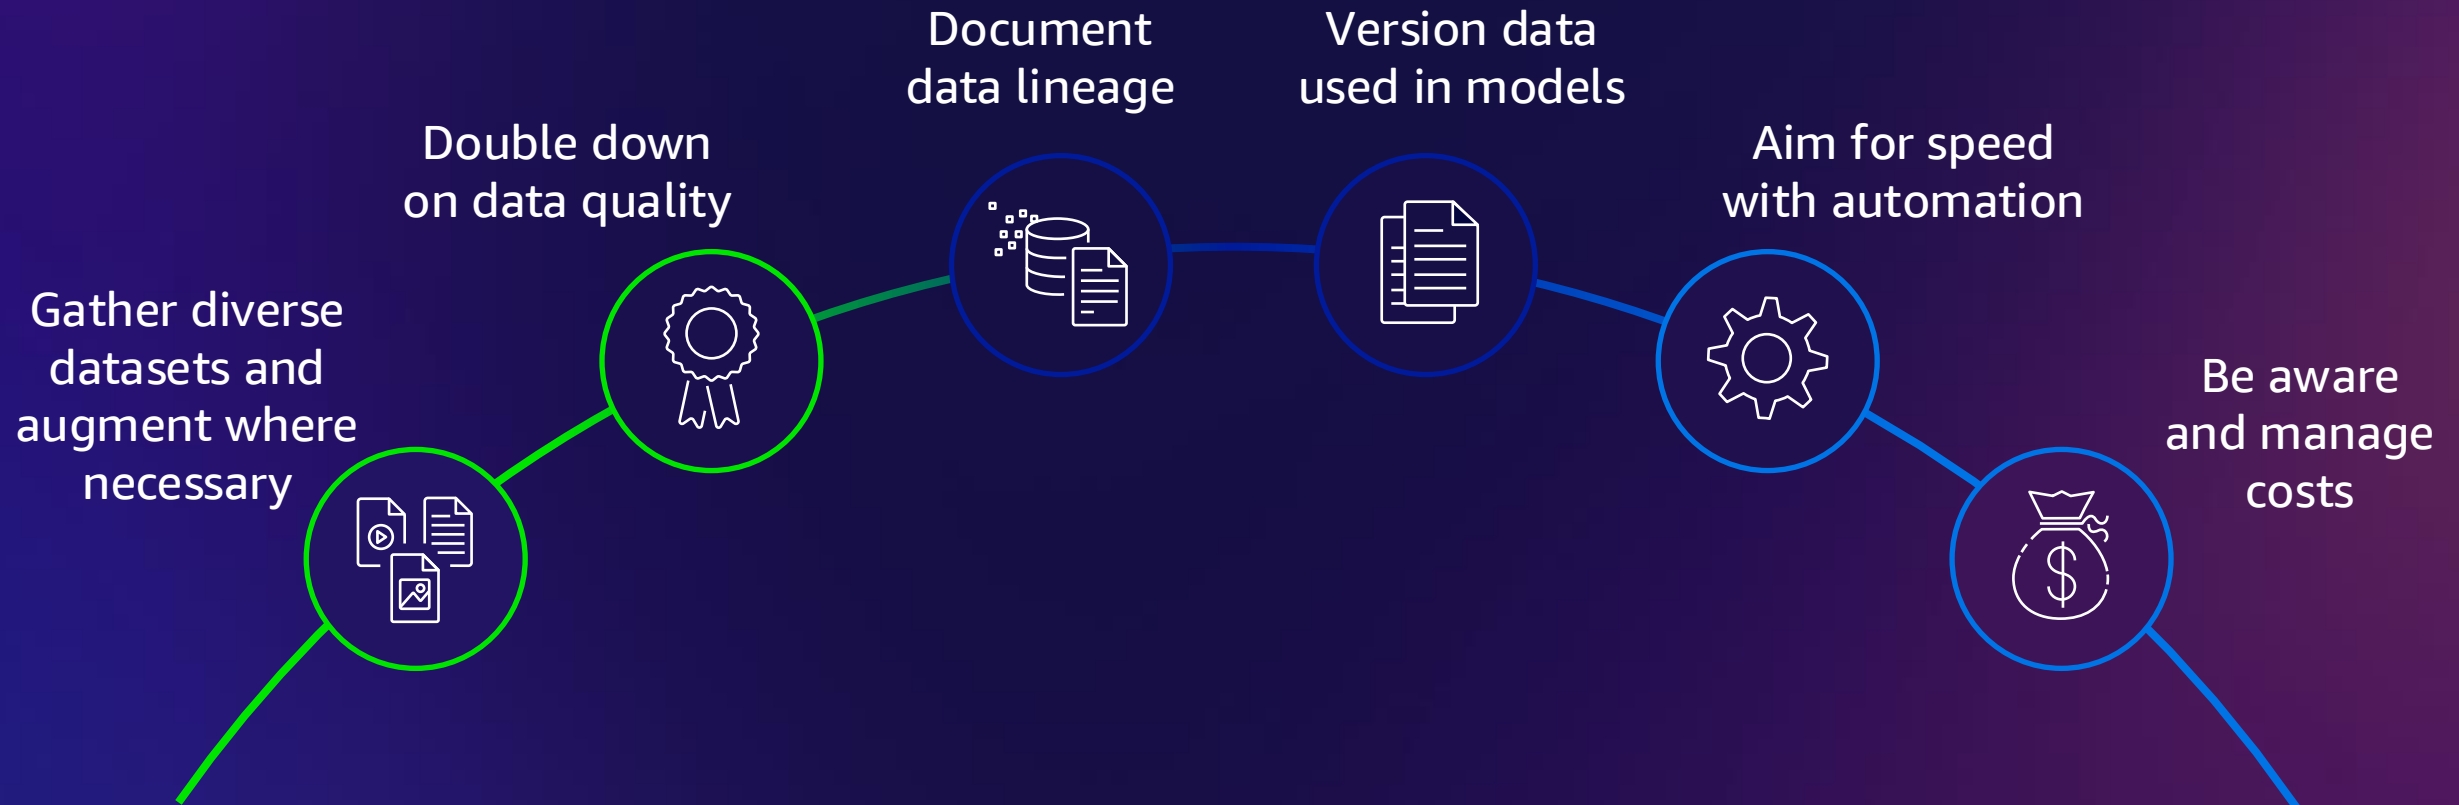 Gather diverse
datasets and
augment where
necessary
Double down
on data quality
Document
data lineage
Version data
used in models
Aim for speed
with automation
Be aware
and manage
costs
$